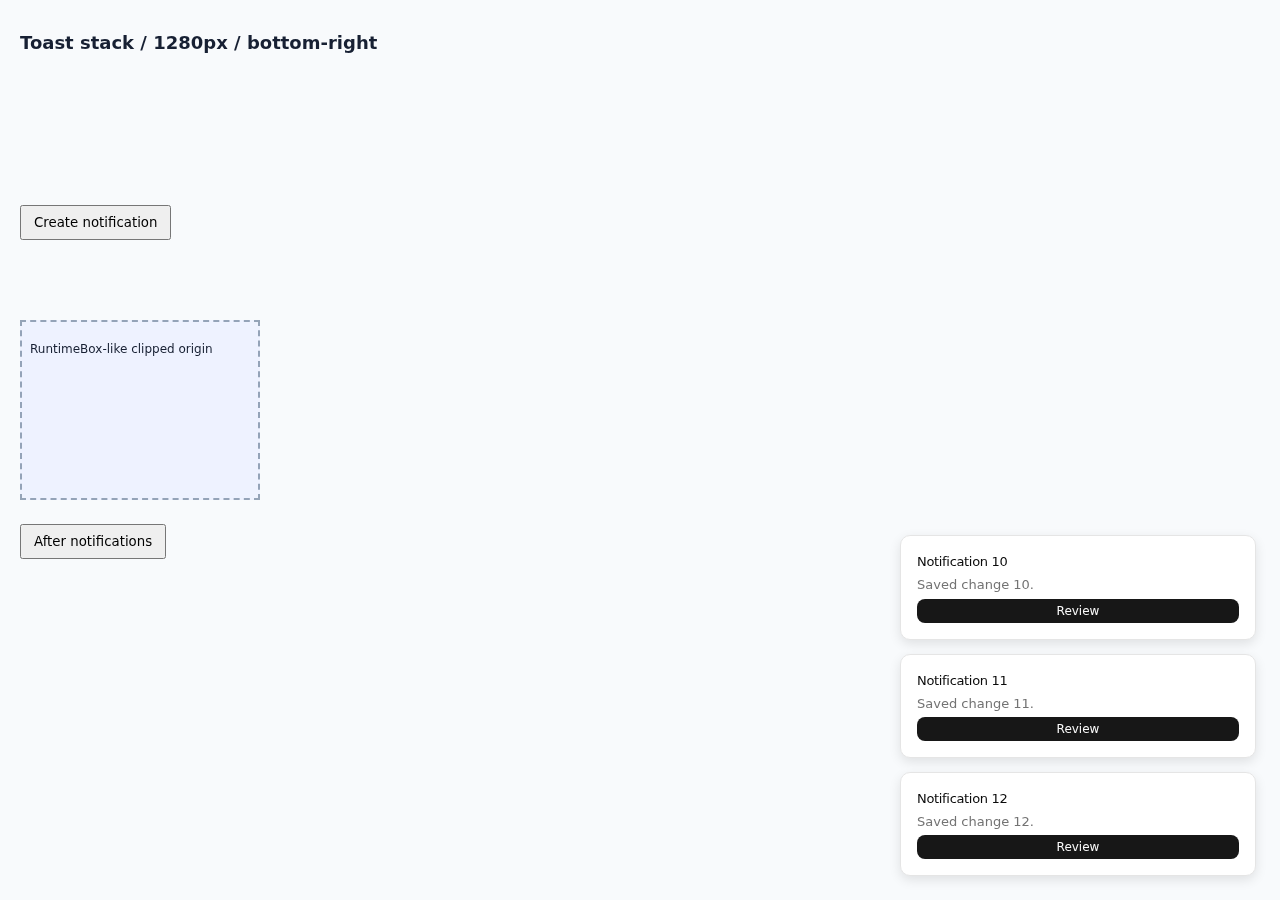 Toast stack / 1280px / bottom-right
Create notification
RuntimeBox-like clipped origin
After notifications
Notification 10
Saved change 10.
Review
Notification 11
Saved change 11.
Review
Notification 12
Saved change 12.
Review